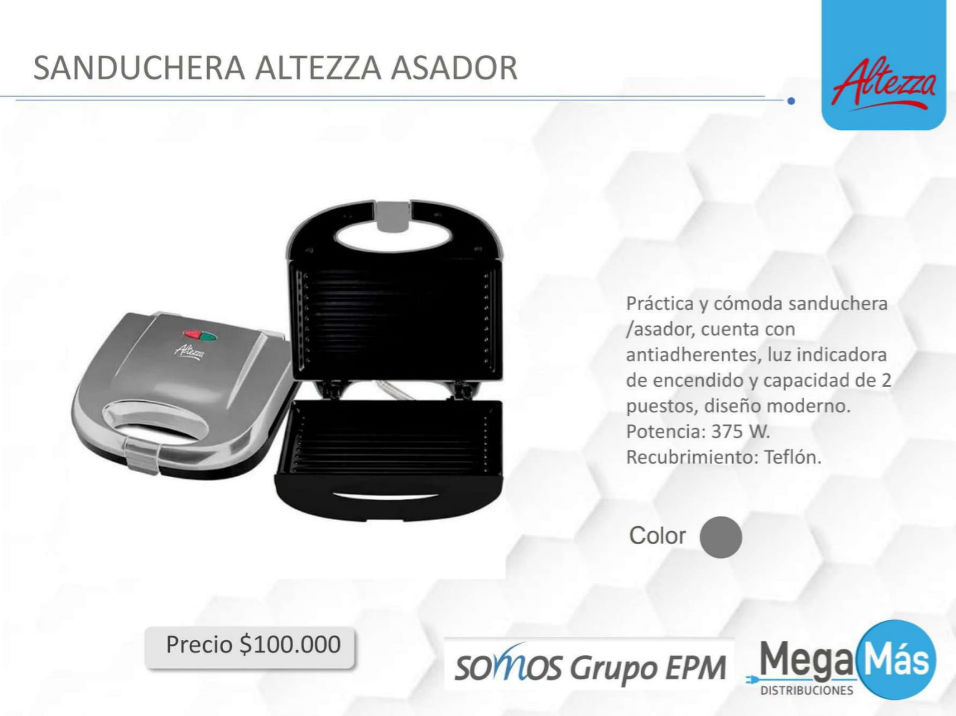 SANDUCHERA ALTEZZA ASADOR
Altezza
Altezza
Práctica y cómoda sanduchera
/asador, cuenta con
antiadherentes, luz indicadora
de encendido y capacidad de 2
puestos, diseño moderno.
Potencia: 375 W.
Recubrimiento: Teflón.
Color
Precio $100.000
somos Grupo EPM
Mega Más
DISTRIBUCIONES